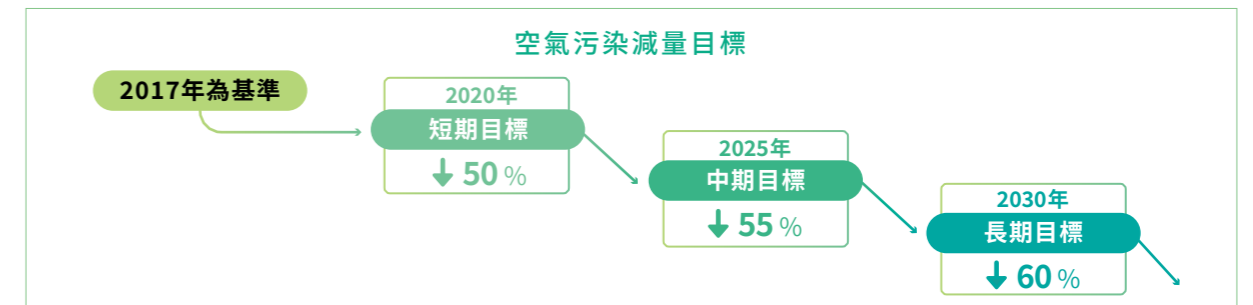 空氣污染減量目標
2017年為基準
2020年
短期目標
↓ 50 %
2025年
中期目標
↓ 55 %
2030年
長期目標
↓ 60 %